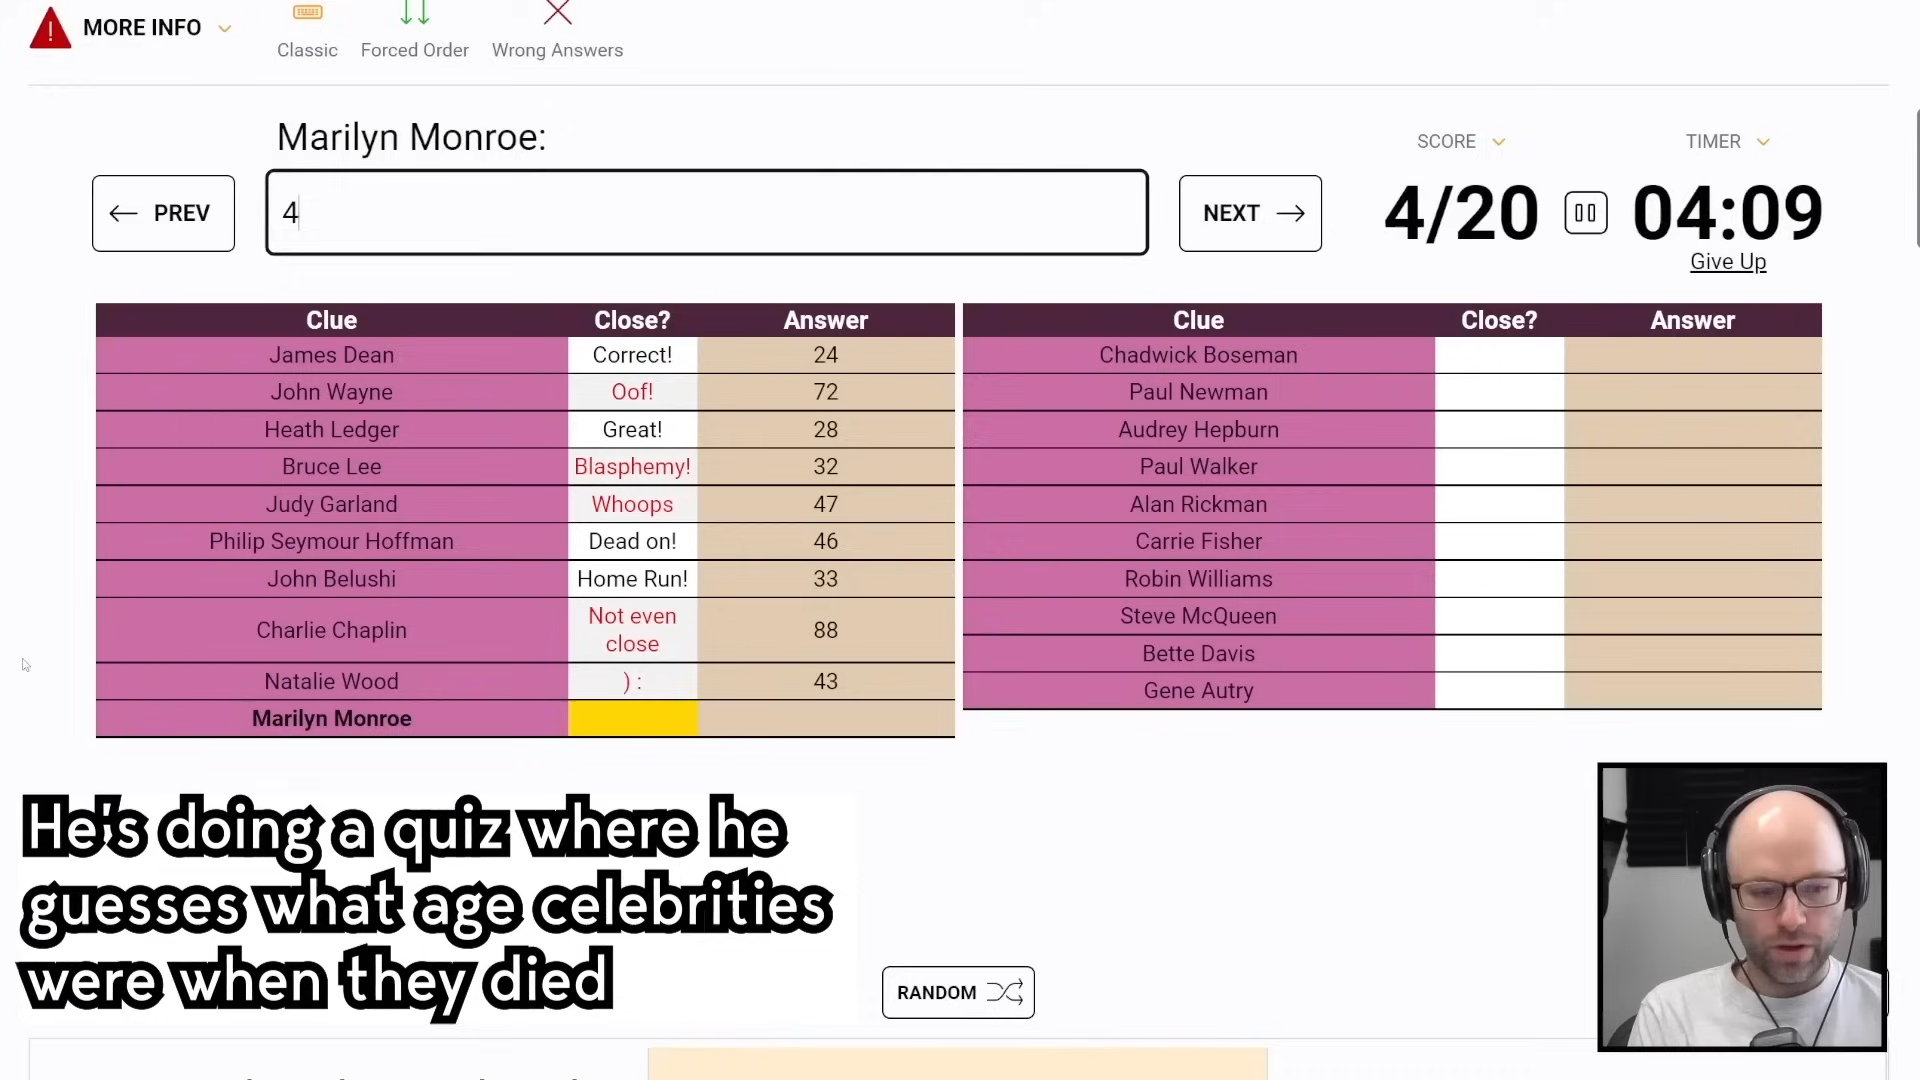 MORE INFO
Classic
Forced Order
Wrong Answers
Marilyn Monroe:
PREV
4
NEXT
SCORE
4/20
TIMER
04:09
Give Up
Clue Close? Answer
James Dean Correct! 24
John Wayne Oof! 72
Heath Ledger Great! 28
Bruce Lee Blasphemy! 32
Judy Garland Whoops 47
Philip Seymour Hoffman Dead on! 46
John Belushi Home Run! 33
Charlie Chaplin Not even close 88
Natalie Wood ) : 43
Marilyn Monroe
Clue Close? Answer
Chadwick Boseman
Paul Newman
Audrey Hepburn
Paul Walker
Alan Rickman
Carrie Fisher
Robin Williams
Steve McQueen
Bette Davis
Gene Autry
He's doing a quiz where he
guesses what age celebrities
were when they died
RANDOM